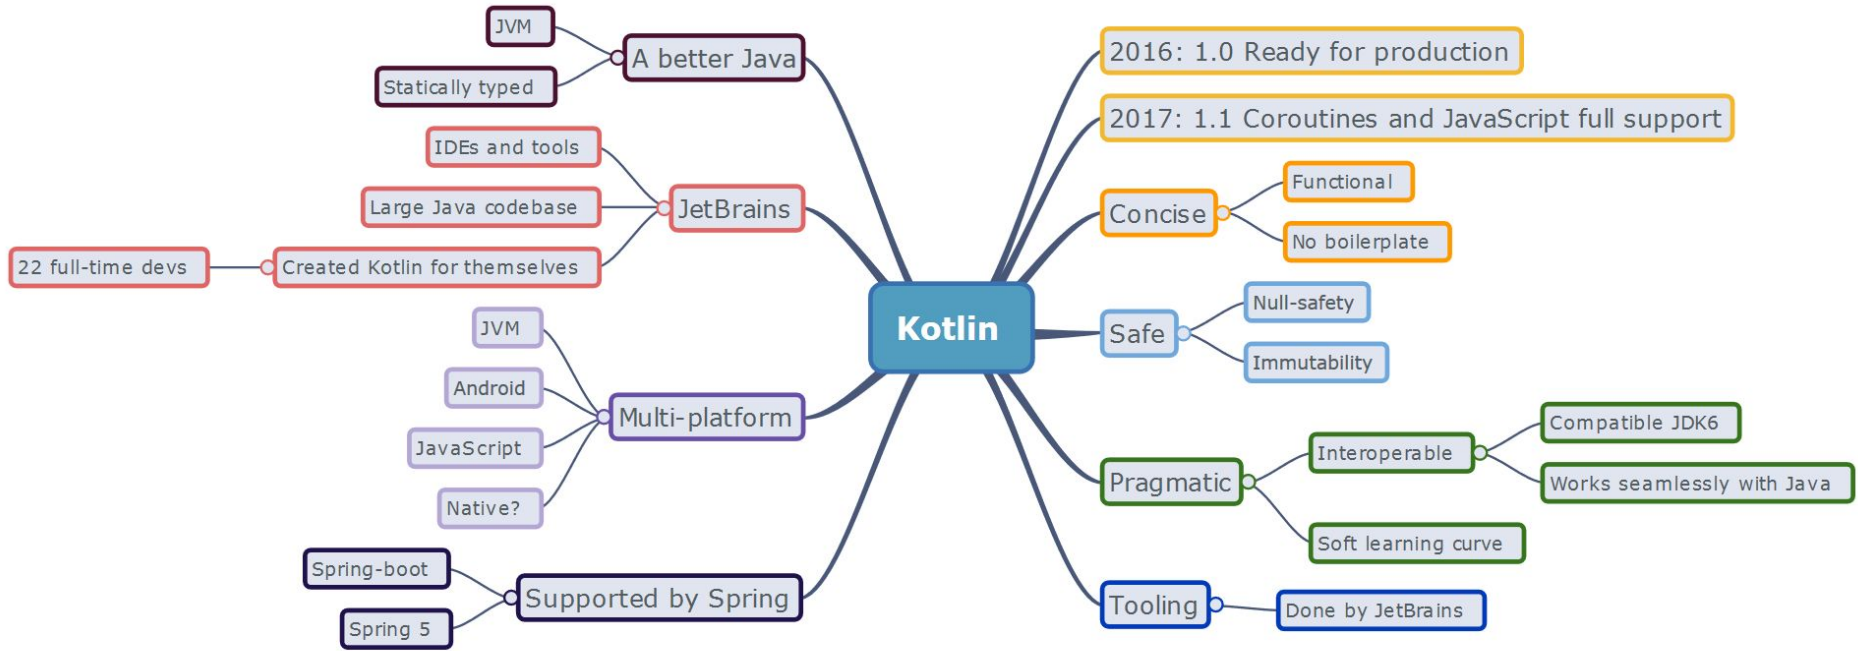 JVM
Statically typed
A better Java
IDEs and tools
Large Java codebase
22 full-time devs
Created Kotlin for themselves
JetBrains
JVM
Android
JavaScript
Native?
Multi-platform
Spring-boot
Spring 5
Supported by Spring
Kotlin
2016: 1.0 Ready for production
2017: 1.1 Coroutines and JavaScript full support
Concise
Functional
No boilerplate
Safe
Null-safety
Immutability
Pragmatic
Interoperable
Compatible JDK6
Works seamlessly with Java
Soft learning curve
Tooling
Done by JetBrains